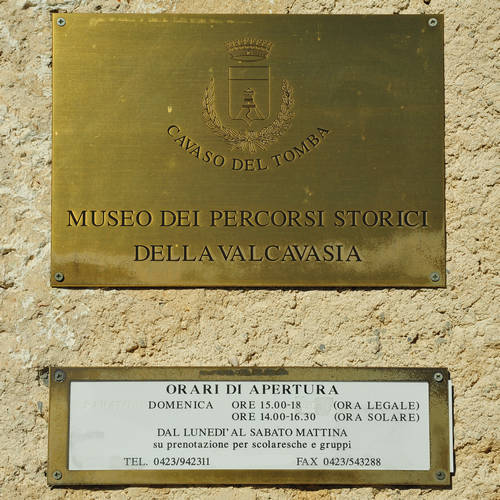 CAVASO DEL TOMBA
MUSEO DEI PERCORSI STORICI
DELLA VALCAVASIA
ORARI DI APERTURA
DOMENICA ORE 15.00-18 (ORA LEGALE)
ORE 14.00-16.30 (ORA SOLARE)
DAL LUNEDI' AL SABATO MATTINA
su prenotazione per scolaresche e gruppi
TEL. 0423/942311 FAX 0423/543288